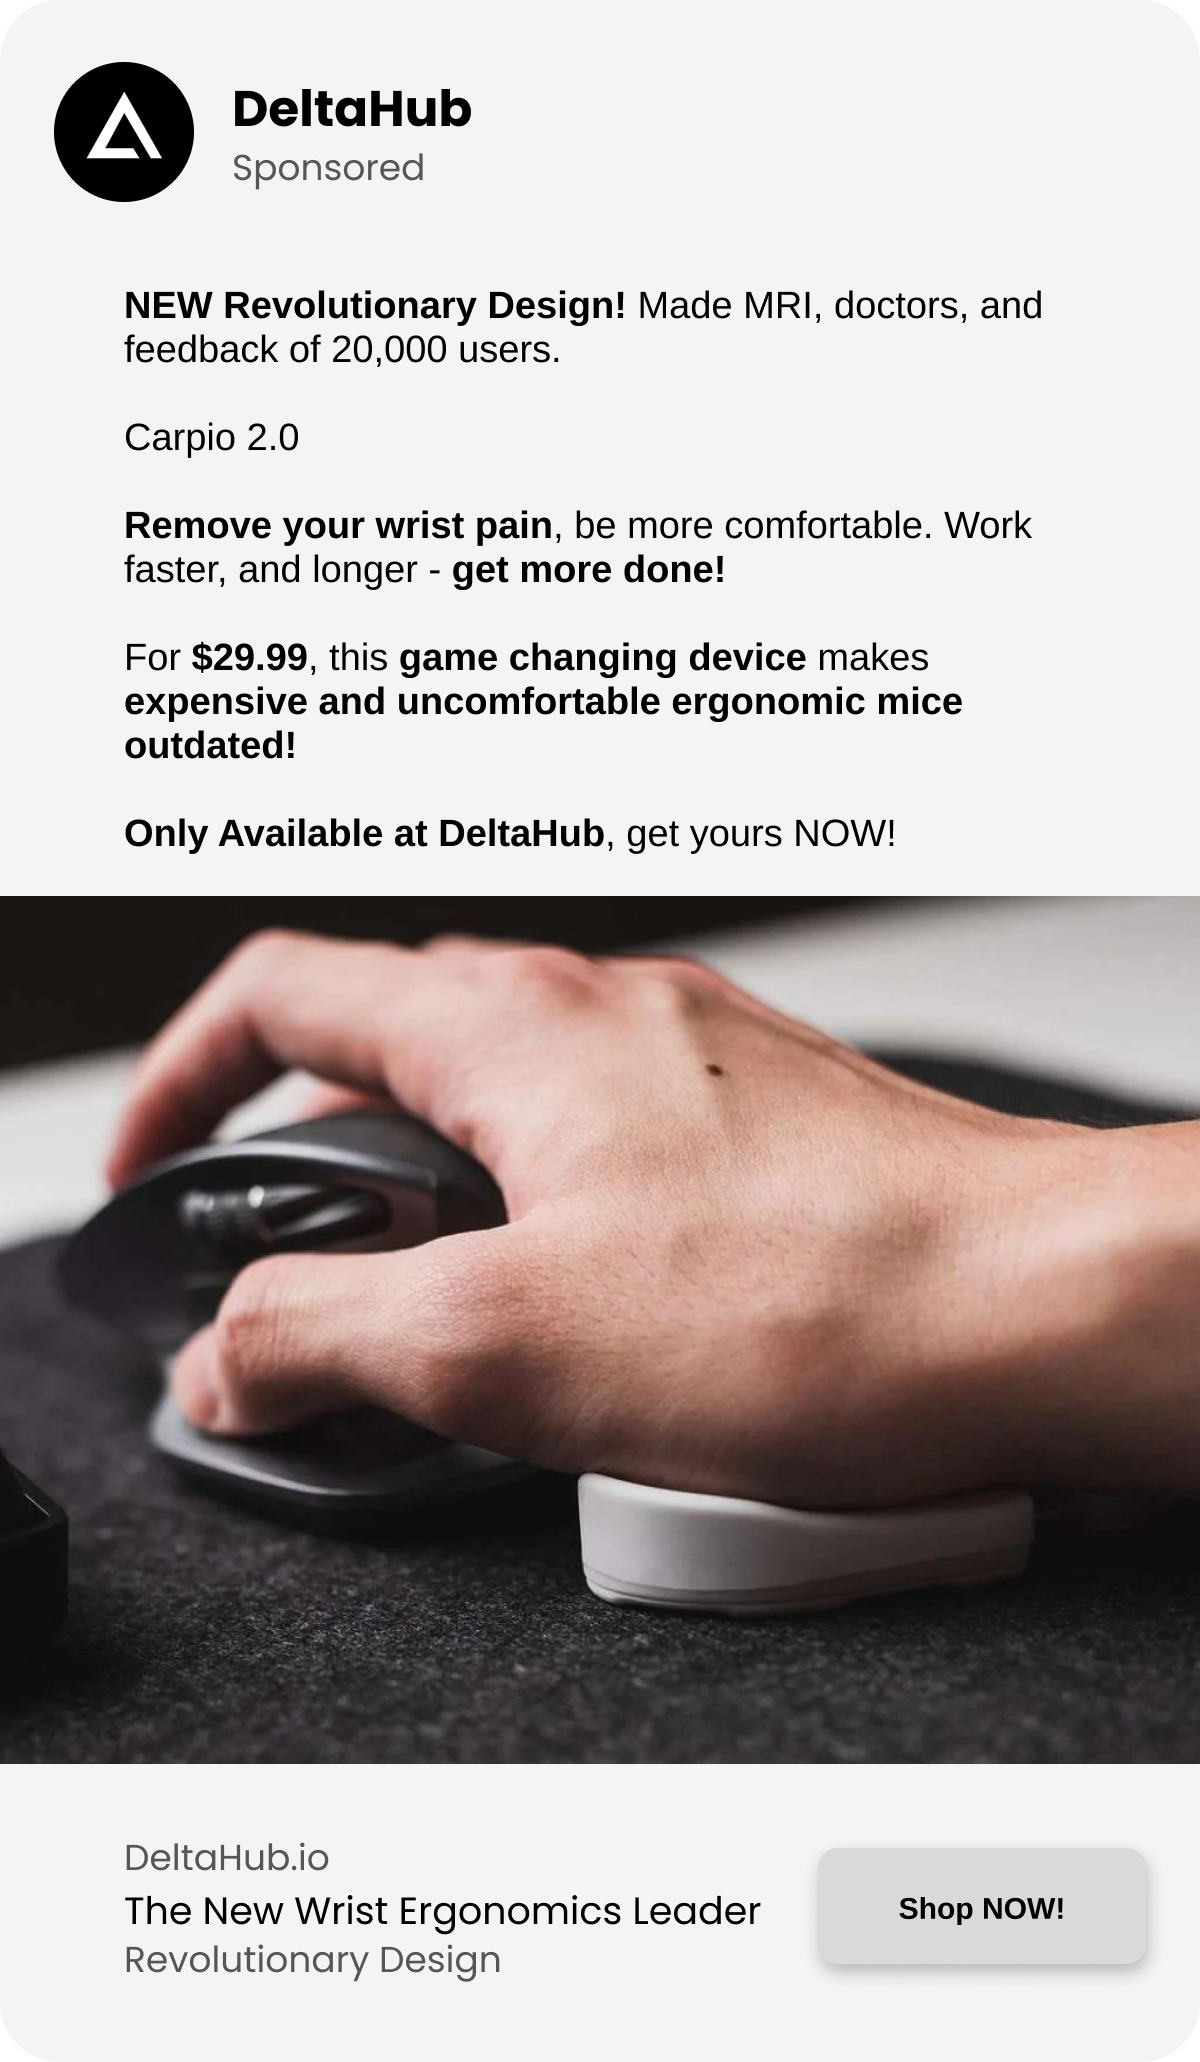 DeltaHub
Sponsored
NEW Revolutionary Design! Made MRI, doctors, and
feedback of 20,000 users.
Carpio 2.0
Remove your wrist pain, be more comfortable. Work
faster, and longer - get more done!
For $29.99, this game changing device makes
expensive and uncomfortable ergonomic mice
outdated!
Only Available at DeltaHub, get yours NOW!
DeltaHub.io
The New Wrist Ergonomics Leader
Revolutionary Design
Shop NOW!